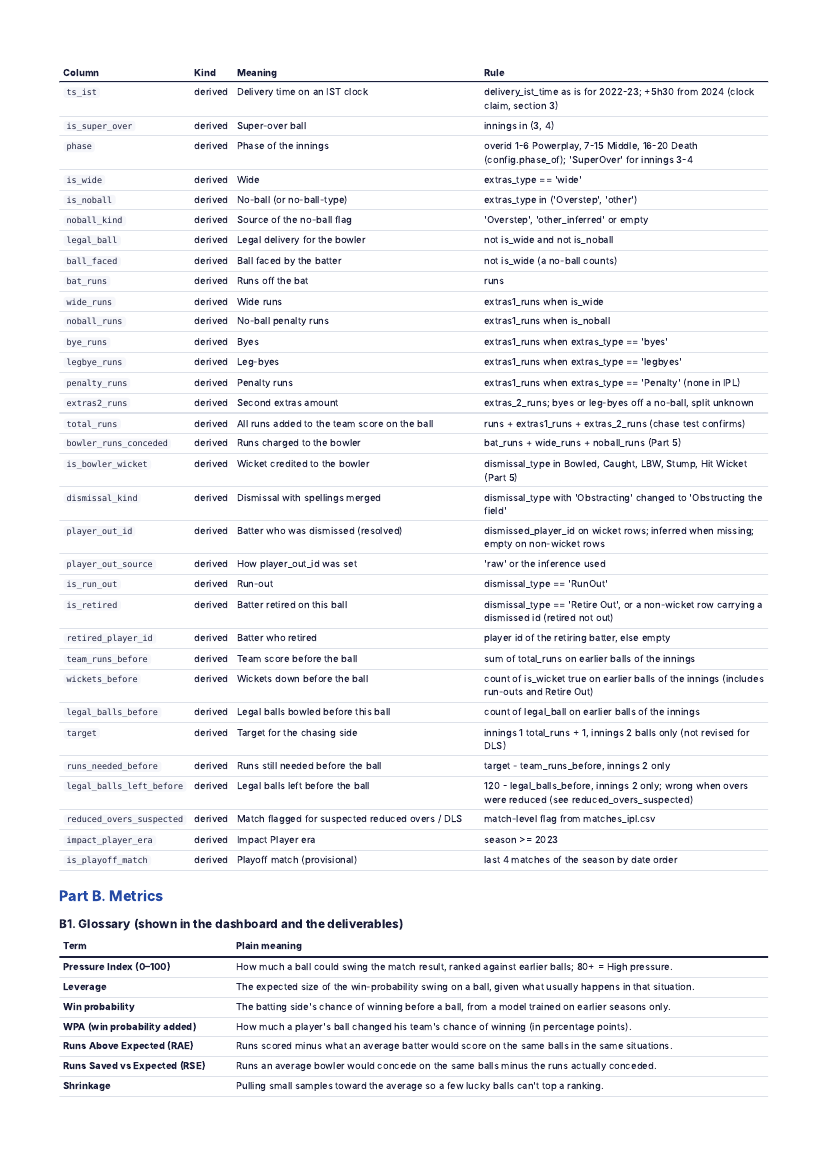 Column Kind Meaning Rule
ts_ist derived Delivery time on an IST clock delivery_ist_time as is for 2022-23; +5h30 from 2024 (clock
claim, section 3)
is_super_over derived Super-over ball innings in (3, 4)
phase derived Phase of the innings overid 1-6 Powerplay, 7-15 Middle, 16-20 Death
(config.phase_of); 'SuperOver' for innings 3-4
is_wide derived Wide extras_type == 'wide'
is_noball derived No-ball (or no-ball-type) extras_type in ('Overstep', 'other')
noball_kind derived Source of the no-ball flag 'Overstep', 'other_inferred' or empty
legal_ball derived Legal delivery for the bowler not is_wide and not is_noball
ball_faced derived Ball faced by the batter not is_wide (a no-ball counts)
bat_runs derived Runs off the bat runs
wide_runs derived Wide runs extras1_runs when is_wide
noball_runs derived No-ball penalty runs extras1_runs when is_noball
bye_runs derived Byes extras1_runs when extras_type == 'byes'
legbye_runs derived Leg-byes extras1_runs when extras_type == 'legbyes'
penalty_runs derived Penalty runs extras1_runs when extras_type == 'Penalty' (none in IPL)
extras2_runs derived Second extras amount extras_2_runs; byes or leg-byes off a no-ball, split unknown
total_runs derived All runs added to the team score on the ball runs + extras1_runs + extras_2_runs (chase test confirms)
bowler_runs_conceded derived Runs charged to the bowler bat_runs + wide_runs + noball_runs (Part 5)
is_bowler_wicket derived Wicket credited to the bowler dismissal_type in Bowled, Caught, LBW, Stump, Hit Wicket
(Part 5)
dismissal_kind derived Dismissal with spellings merged dismissal_type with 'Obstracting' changed to 'Obstructing the
field'
player_out_id derived Batter who was dismissed (resolved) dismissed_player_id on wicket rows; inferred when missing;
empty on non-wicket rows
player_out_source derived How player_out_id was set 'raw' or the inference used
is_run_out derived Run-out dismissal_type == 'RunOut'
is_retired derived Batter retired on this ball dismissal_type == 'Retire Out', or a non-wicket row carrying a
dismissed id (retired not out)
retired_player_id derived Batter who retired player id of the retiring batter, else empty
team_runs_before derived Team score before the ball sum of total_runs on earlier balls of the innings
wickets_before derived Wickets down before the ball count of is_wicket true on earlier balls of the innings (includes
run-outs and Retire Out)
legal_balls_before derived Legal balls bowled before this ball count of legal_ball on earlier balls of the innings
target derived Target for the chasing side innings 1 total_runs + 1, innings 2 balls only (not revised for
DLS)
runs_needed_before derived Runs still needed before the ball target - team_runs_before, innings 2 only
legal_balls_left_before derived Legal balls left before the ball 120 - legal_balls_before, innings 2 only; wrong when overs
were reduced (see reduced_overs_suspected)
reduced_overs_suspected derived Match flagged for suspected reduced overs / DLS match-level flag from matches_ipl.csv
impact_player_era derived Impact Player era season >= 2023
is_playoff_match derived Playoff match (provisional) last 4 matches of the season by date order
Part B. Metrics
B1. Glossary (shown in the dashboard and the deliverables)
Term Plain meaning
Pressure Index (0–100) How much a ball could swing the match result, ranked against earlier balls; 80+ = High pressure.
Leverage The expected size of the win-probability swing on a ball, given what usually happens in that situation.
Win probability The batting side's chance of winning before a ball, from a model trained on earlier seasons only.
WPA (win probability added) How much a player's ball changed his team's chance of winning (in percentage points).
Runs Above Expected (RAE) Runs scored minus what an average batter would score on the same balls in the same situations.
Runs Saved vs Expected (RSE) Runs an average bowler would concede on the same balls minus the runs actually conceded.
Shrinkage Pulling small samples toward the average so a few lucky balls can't top a ranking.